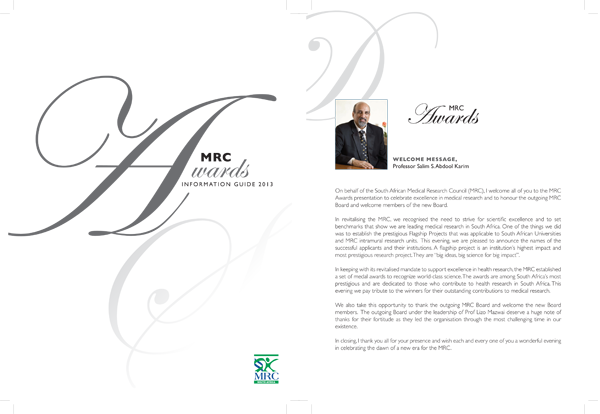 MRC
Awards
INFORMATION GUIDE 2013
MRC
MRC
Awards
WELCOME MESSAGE,
Professor Salim S. Abdool Karim
On behalf of the South African Medical Research Council (MRC), I welcome all of you to the MRC
Awards presentation to celebrate excellence in medical research and to honour the outgoing MRC
Board and welcome members of the new Board.
In revitalising the MRC, we recognised the need to strive for scientific excellence and to set
benchmarks that show we are leading medical research in South Africa. One of the things we did
was to establish the prestigious Flagship Projects that was applicable to South African Universities
and MRC intramural research units. This evening, we are pleased to announce the names of the
successful applicants and their institutions. A flagship project is an institution's highest impact and
most prestigious research project. They are "big ideas, big science for big impact".
In keeping with its revitalised mandate to support excellence in health research, the MRC established
a set of medal awards to recognize world-class science. The awards are among South Africa's most
prestigious and are dedicated to those who contribute to health research in South Africa. This
evening we pay tribute to the winners for their outstanding contributions to medical research.
We also take this opportunity to thank the outgoing MRC Board and welcome the new Board
members. The outgoing Board under the leadership of Prof Lizo Mazwai deserve a huge note of
thanks for their fortitude as they led the organisation through the most challenging time in our
existence.
In closing, I thank you all for your presence and wish each and every one of you a wonderful evening
in celebrating the dawn of a new era for the MRC.